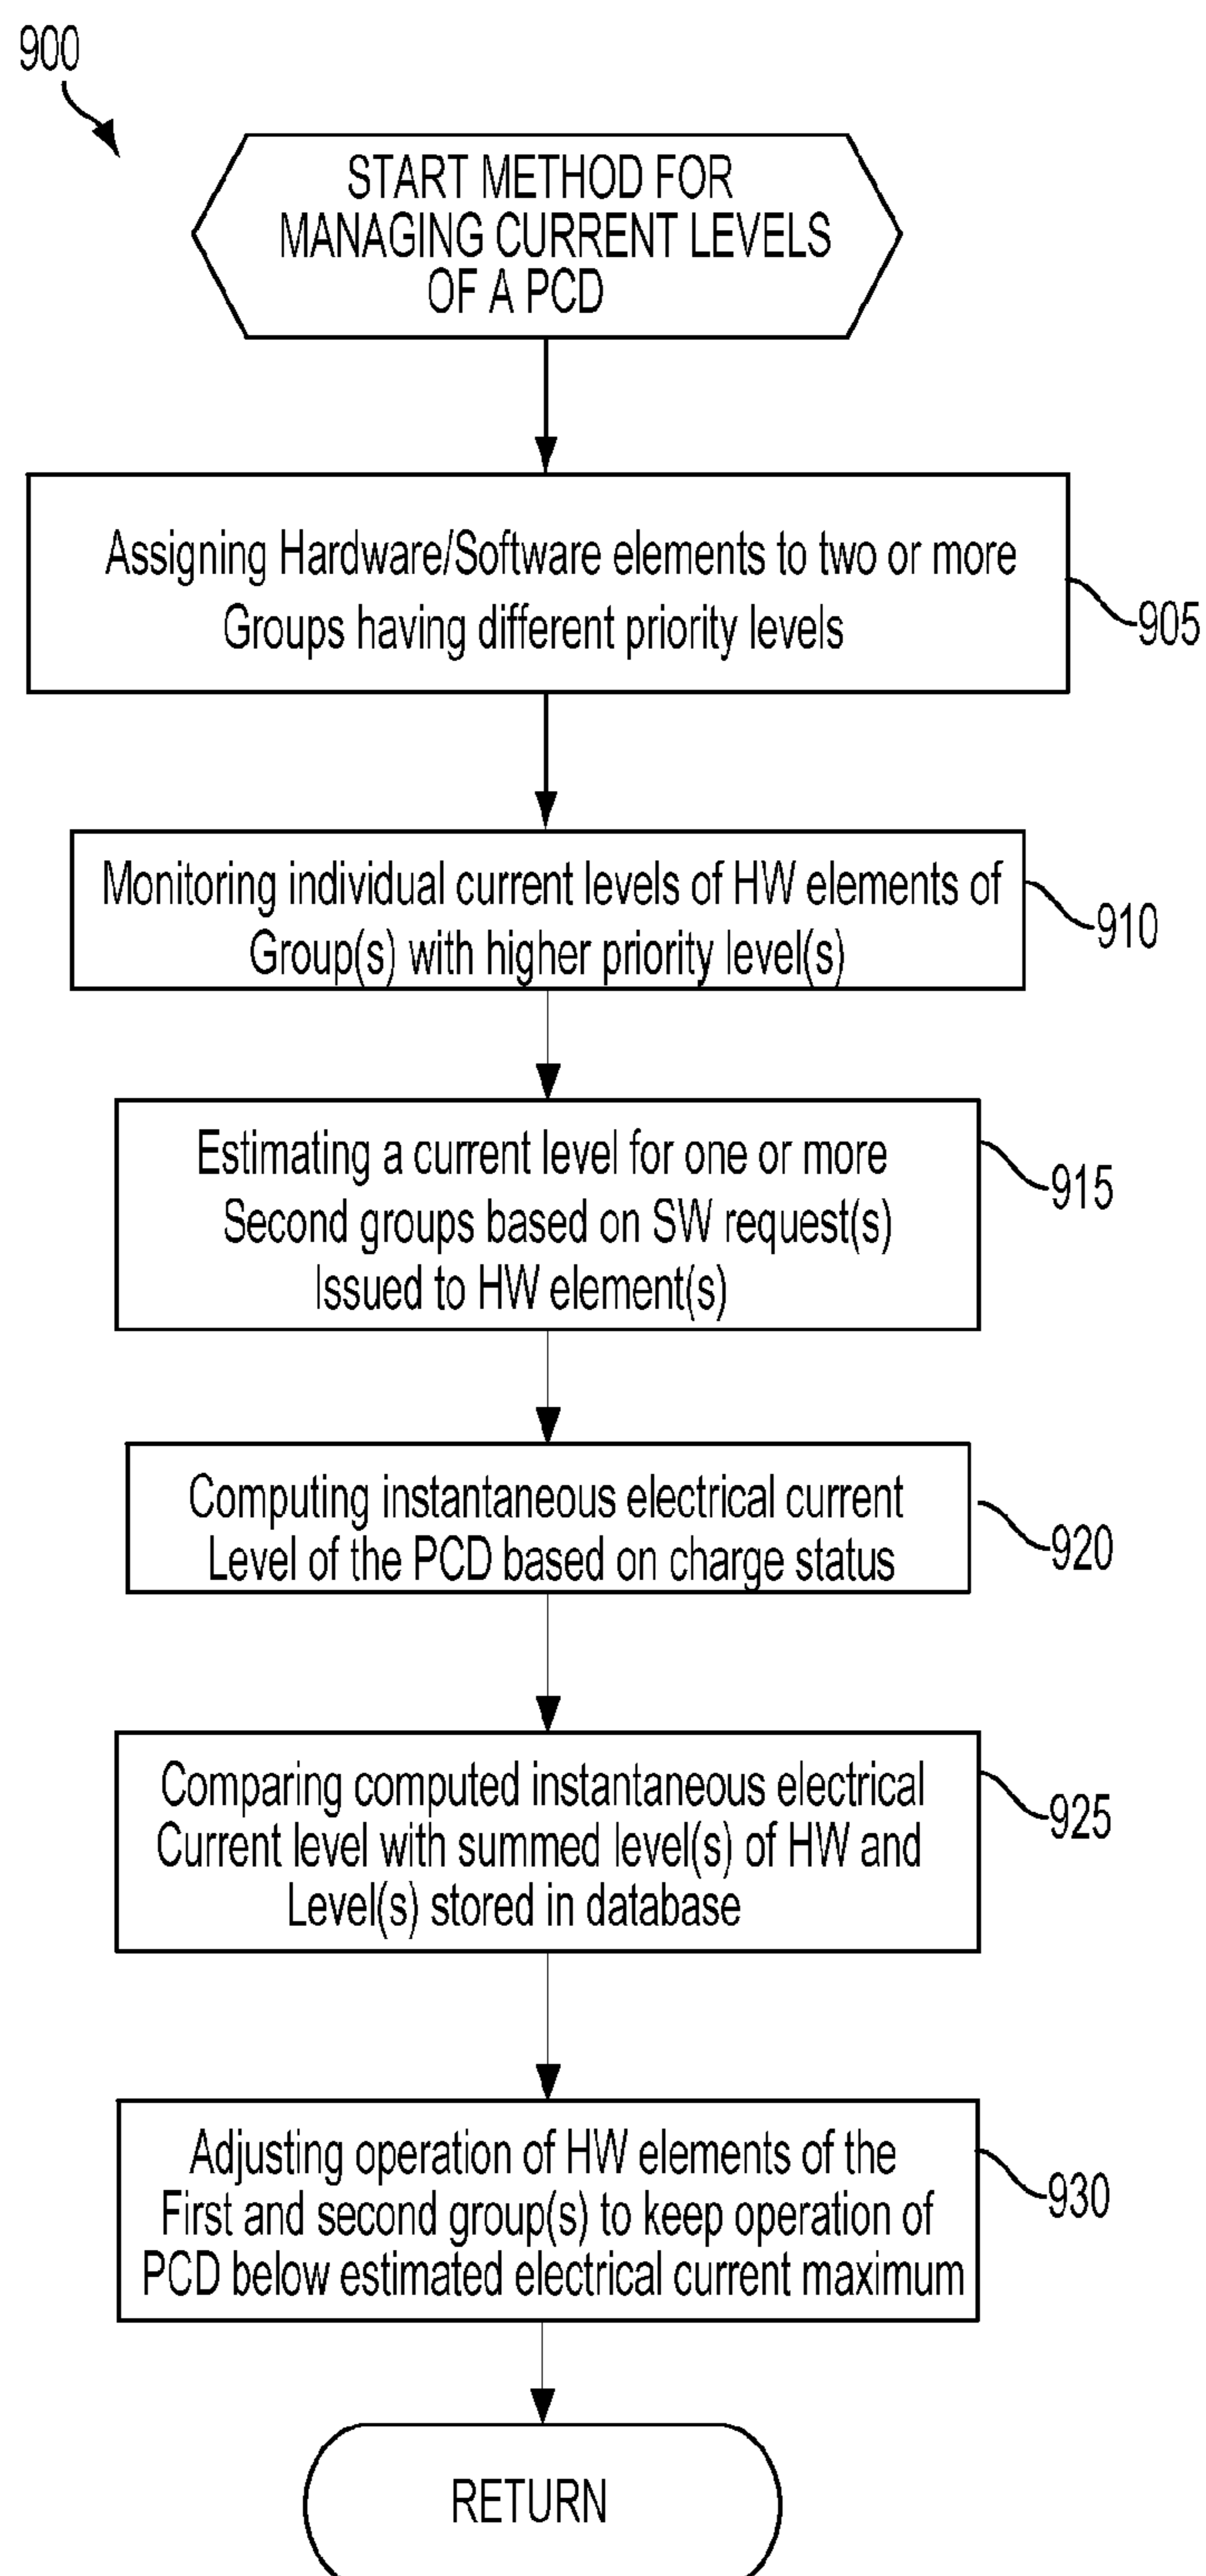 900
START METHOD FOR
MANAGING CURRENT LEVELS
OF A PCD
Assigning Hardware/Software elements to two or more
Groups having different priority levels
905
Monitoring individual current levels of HW elements of
Group(s) with higher priority level(s)
910
Estimating a current level for one or more
Second groups based on SW request(s)
Issued to HW element(s)
915
Computing instantaneous electrical current
Level of the PCD based on charge status
920
Comparing computed instantaneous electrical
Current level with summed level(s) of HW and
Level(s) stored in database
925
Adjusting operation of HW elements of the
First and second group(s) to keep operation of
PCD below estimated electrical current maximum
930
RETURN